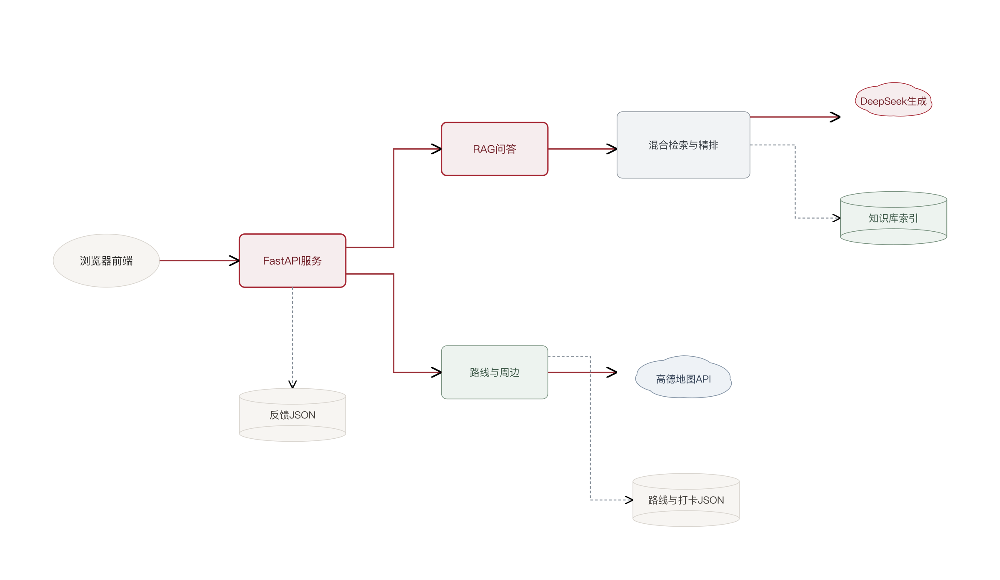 DeepSeek生成
RAG问答
混合检索与精排
知识库索引
浏览器前端
FastAPI服务
路线与周边
高德地图API
反馈JSON
路线与打卡JSON